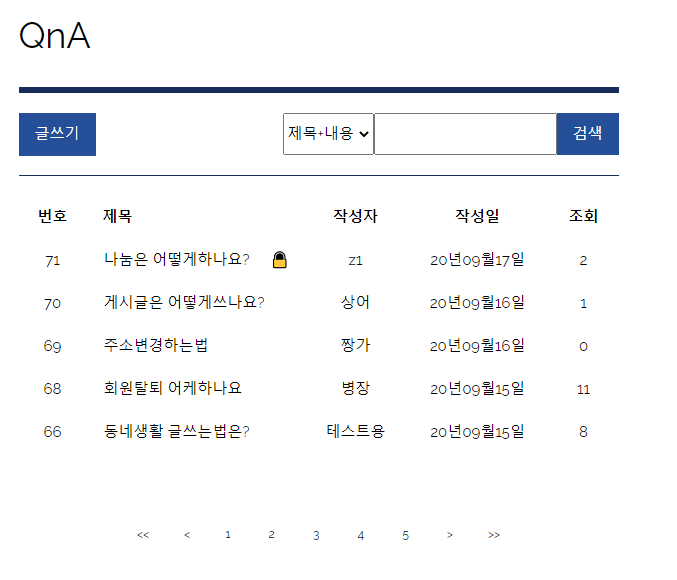 QnA
글쓰기 제목+내용 검색
번호 제목 작성자 작성일 조회
71 나눔은 어떻게하나요? z1 20년09월17일 2
70 게시글은 어떻게쓰나요? 상어 20년09월16일 1
69 주소변경하는법 짱가 20년09월16일 0
68 회원탈퇴 어케하나요 병장 20년09월15일 11
66 동네생활 글쓰는법은? 테스트용 20년09월15일 8
<< < 1 2 3 4 5 > >>